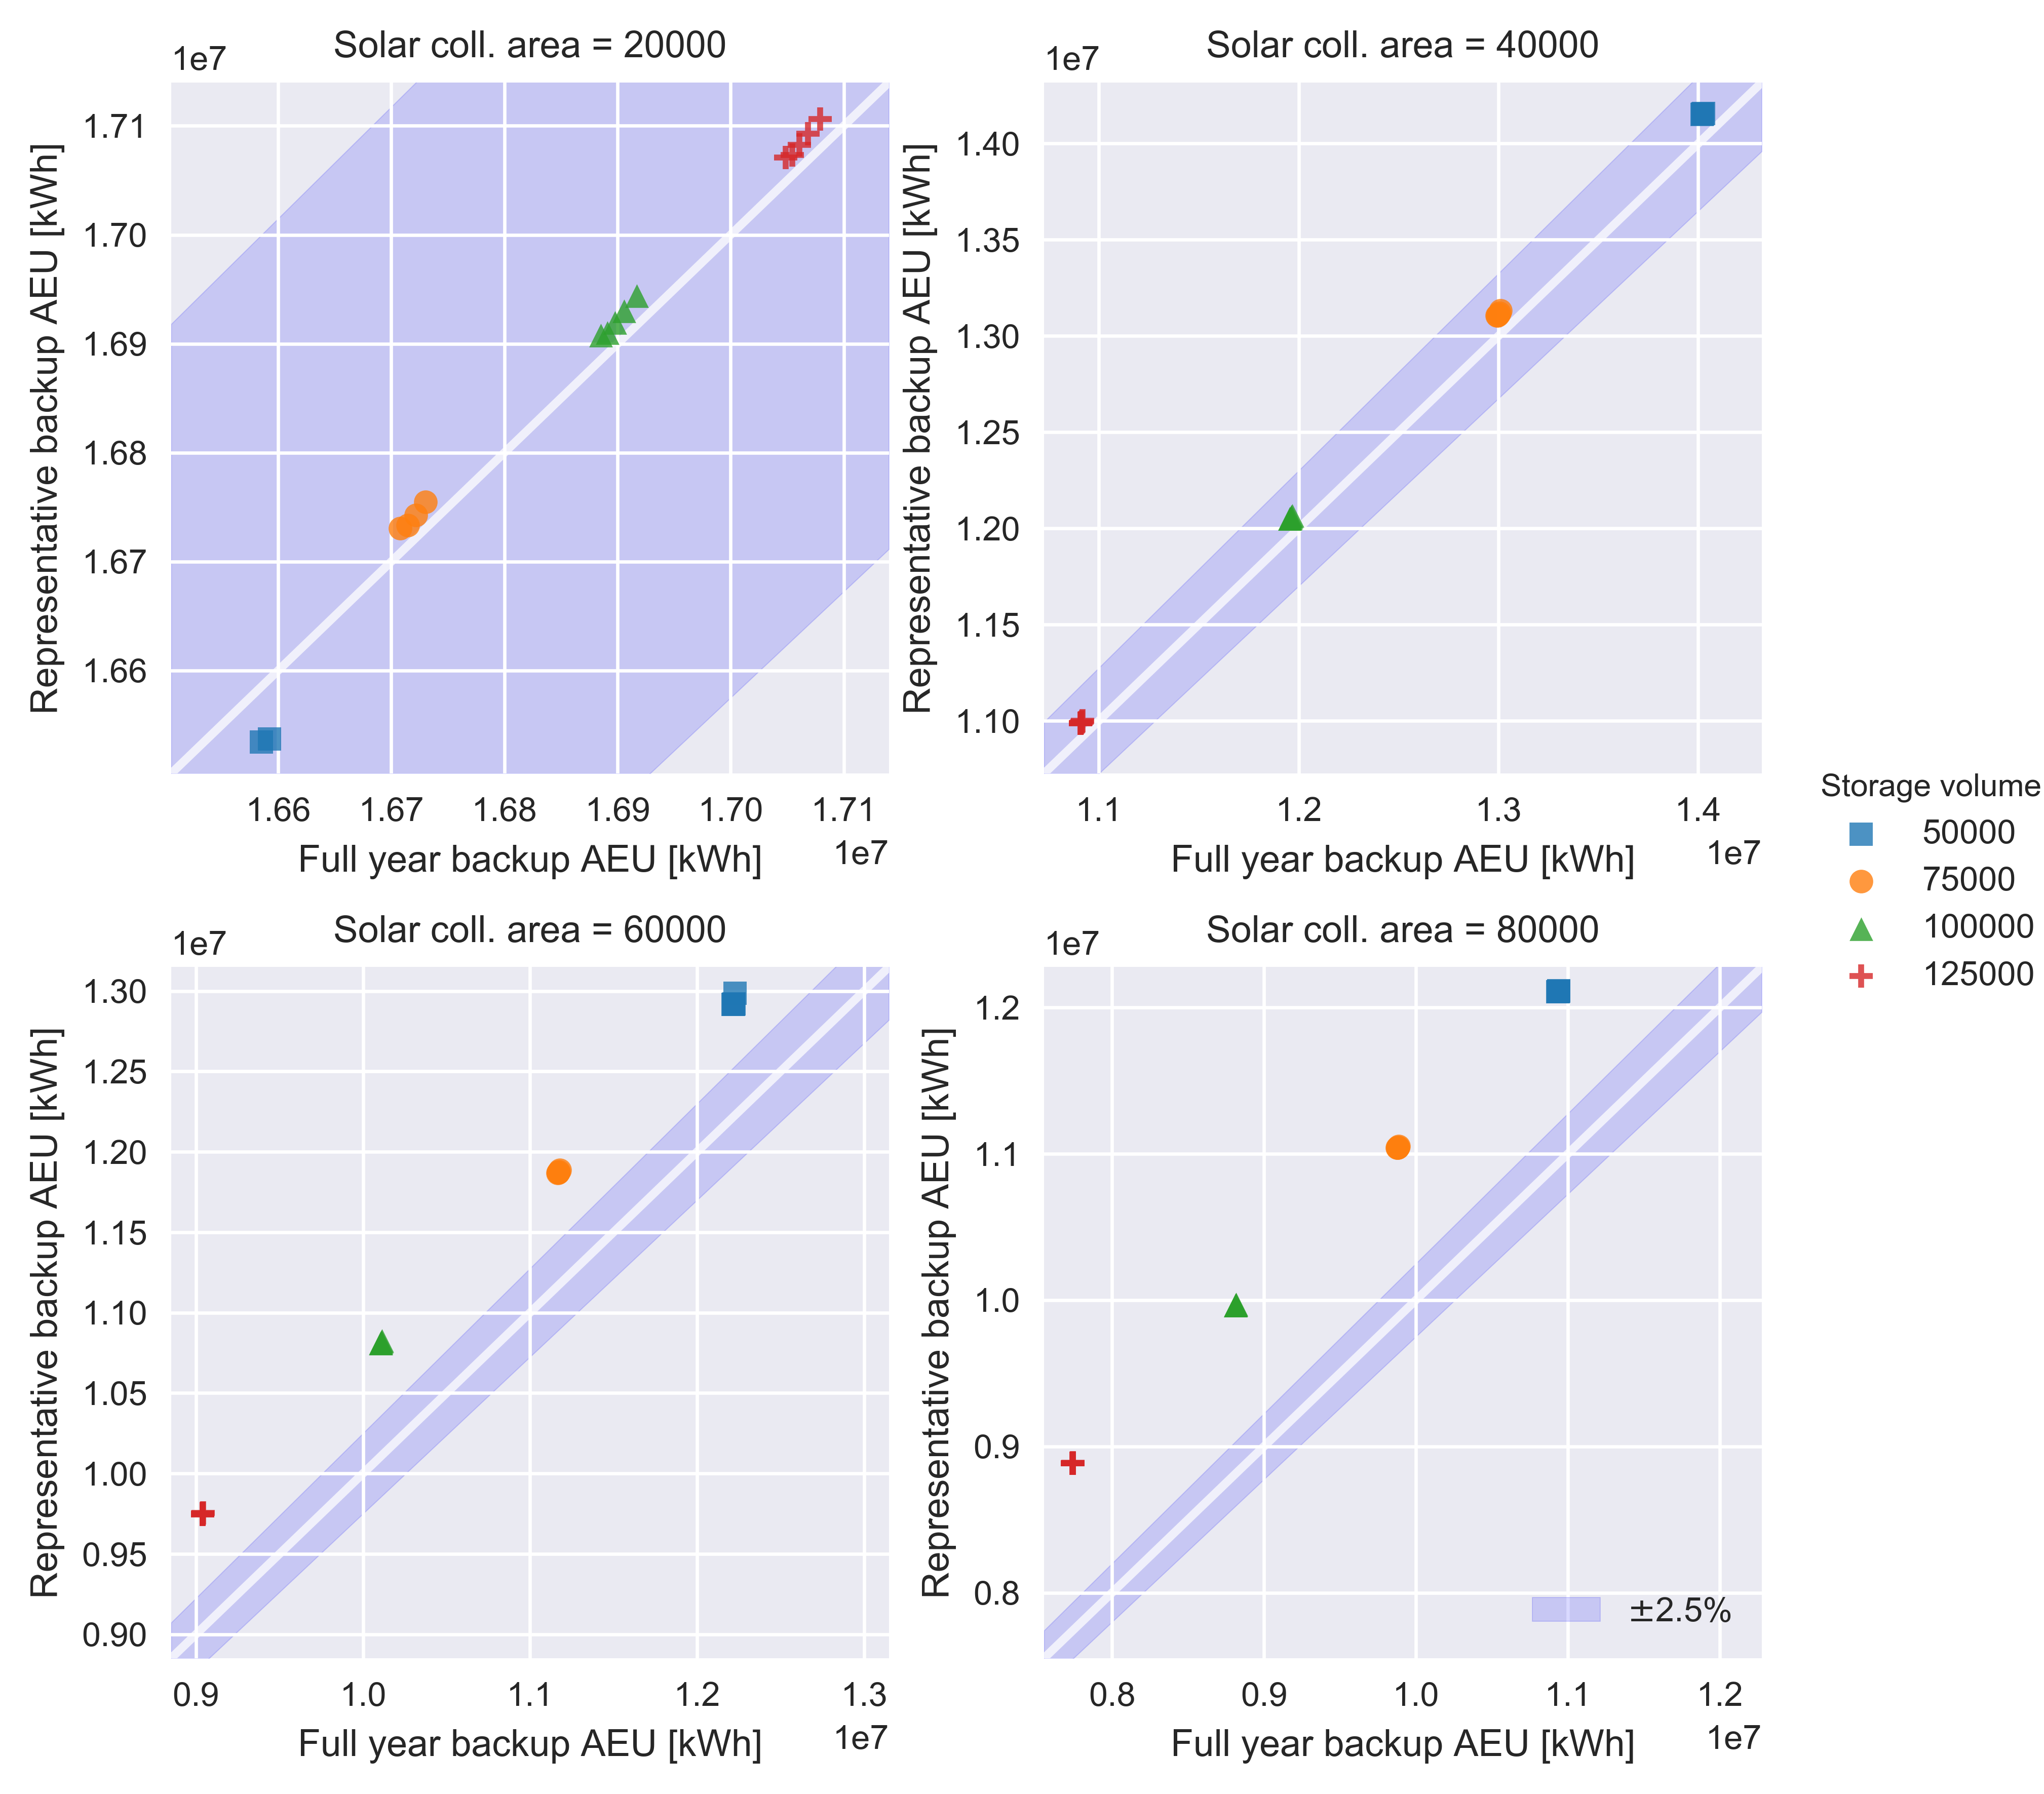 Solar coll. area = 20000
1e7
1.71
1.70
1.69
1.68
1.67
1.66
Representative backup AEU [kWh]
1.66 1.67 1.68 1.69 1.70 1.71
1e7
Full year backup AEU [kWh]
Solar coll. area = 40000
1e7
1.40
1.35
1.30
1.25
1.20
1.15
1.10
Representative backup AEU [kWh]
1.1 1.2 1.3 1.4
1e7
Full year backup AEU [kWh]
Storage volume
50000
75000
100000
125000
Solar coll. area = 60000
1e7
1.30
1.25
1.20
1.15
1.10
1.05
1.00
0.95
0.90
Representative backup AEU [kWh]
0.9 1.0 1.1 1.2 1.3
1e7
Full year backup AEU [kWh]
Solar coll. area = 80000
1e7
1.2
1.1
1.0
0.9
0.8
Representative backup AEU [kWh]
±2.5%
0.8 0.9 1.0 1.1 1.2
1e7
Full year backup AEU [kWh]